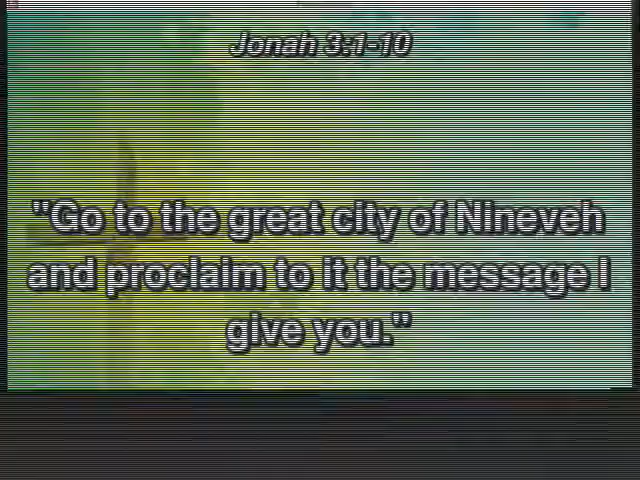 Jonah 3:1-10
"Go to the great city of Nineveh
and proclaim to it the message I
give you."